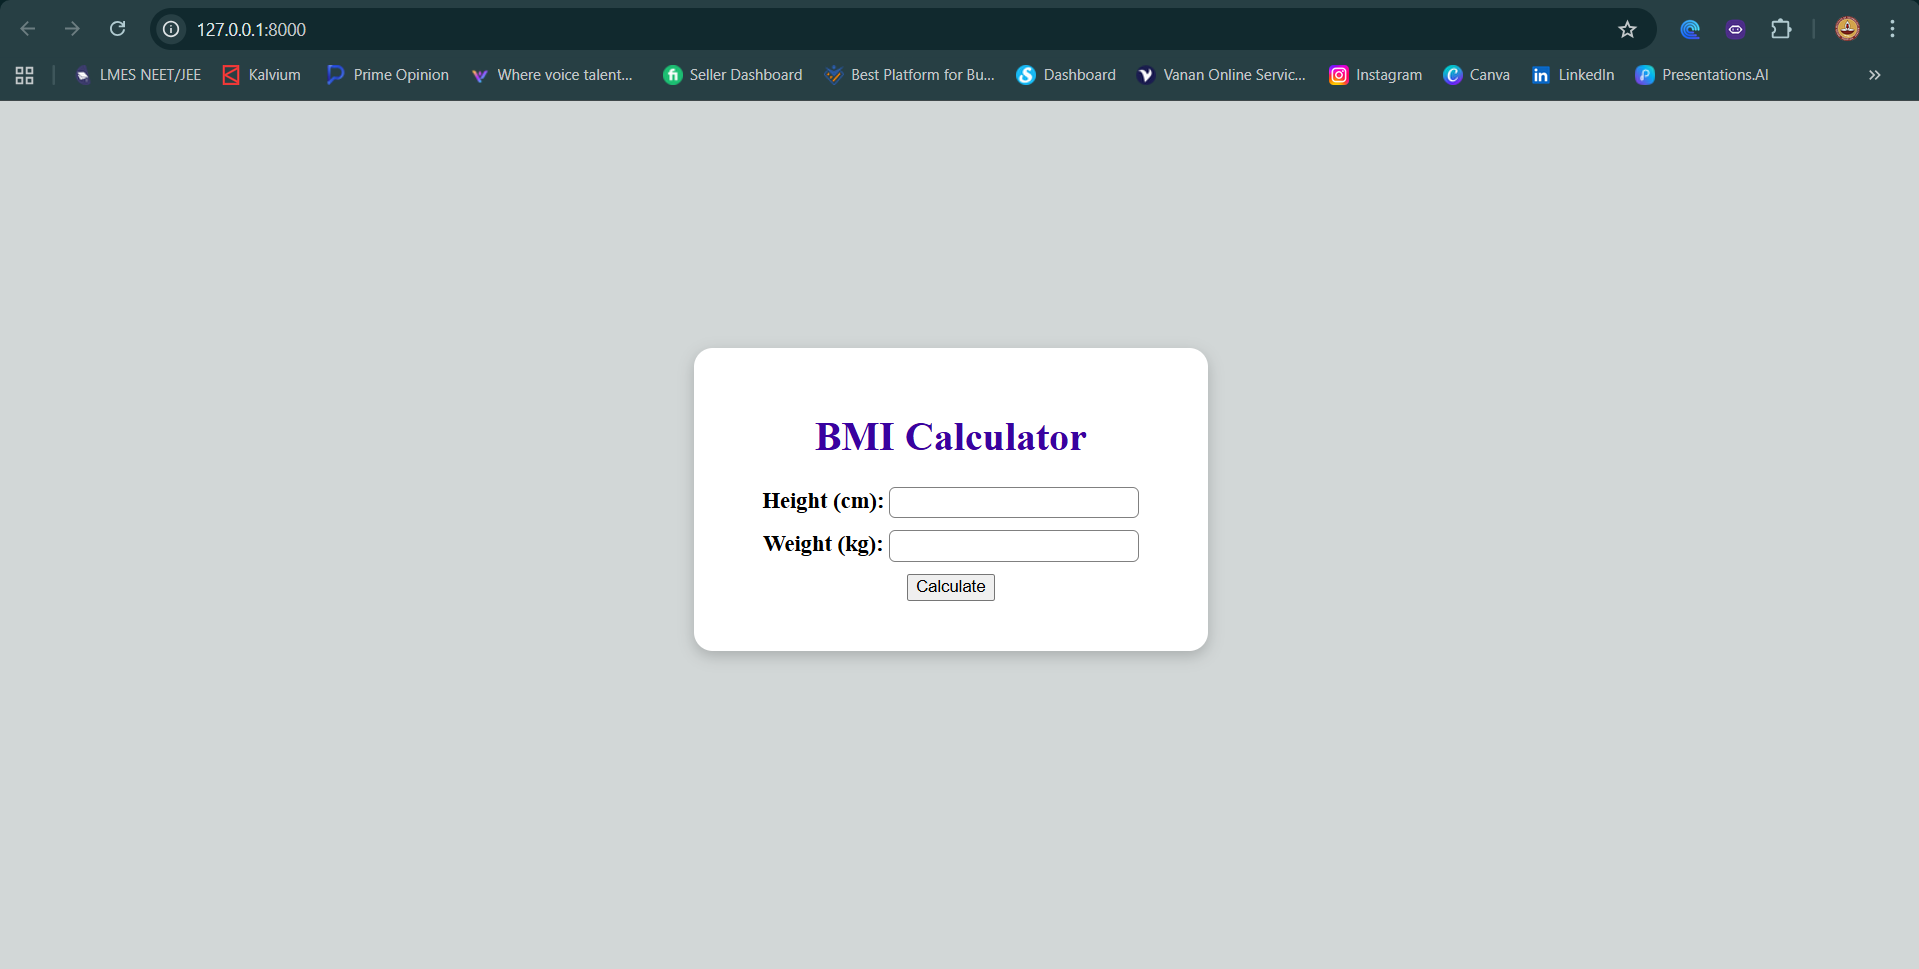 127.0.0.1:8000
LMES NEET/JEE Kalvium Prime Opinion Where voice talent... Seller Dashboard Best Platform for Bu... Dashboard Vanan Online Servic... Instagram Canva LinkedIn Presentations.AI
BMI Calculator
Height (cm):
Weight (kg):
Calculate